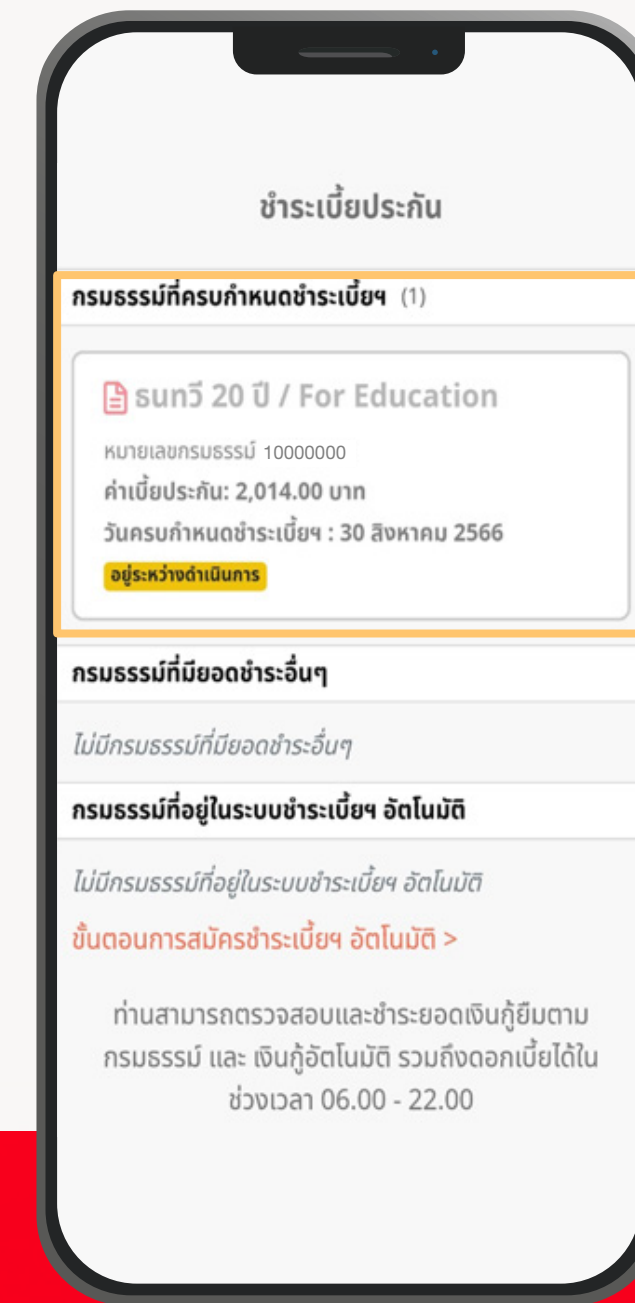 ชำระเบี้ยประกัน
กรมธรรม์ที่ครบกำหนดชำระเบี้ยฯ (1)
ธนทวี 20 ปี / For Education
หมายเลขกรมธรรม์ 10000000
ค่าเบี้ยประกัน: 2,014.00 บาท
วันครบกำหนดชำระเบี้ยฯ : 30 สิงหาคม 2566
อยู่ระหว่างดำเนินการ
กรมธรรม์ที่มียอดชำระอื่นๆ
ไม่มีกรมธรรม์ที่มียอดชำระอื่นๆ
กรมธรรม์ที่อยู่ในระบบชำระเบี้ยฯ อัตโนมัติ
ไม่มีกรมธรรม์ที่อยู่ในระบบชำระเบี้ยฯ อัตโนมัติ
ขั้นตอนการสมัครชำระเบี้ยฯ อัตโนมัติ >
ท่านสามารถตรวจสอบและชำระยอดเงินกู้ยืมตาม
กรมธรรม์ และ เงินกู้อัตโนมัติ รวมถึงดอกเบี้ยได้ใน
ช่วงเวลา 06.00 - 22.00